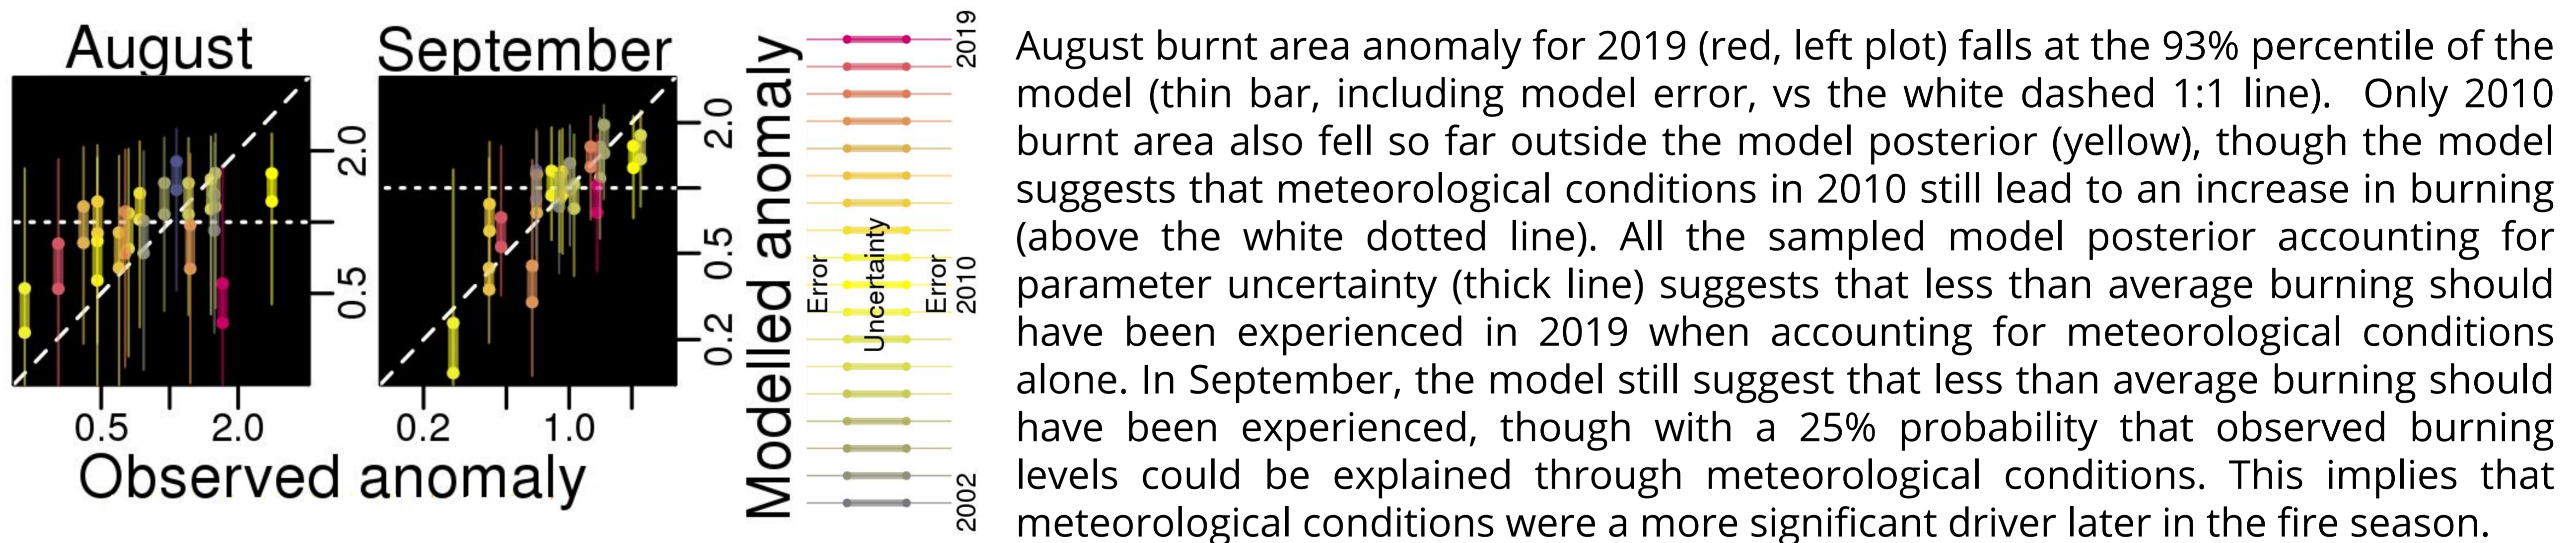 August
September
2.0
0.5
2.0
0.5
0.2
0.5
2.0
0.2
1.0
Observed anomaly
Modelled anomaly
2019
2010
2002
Error
Uncertainty
Error
August burnt area anomaly for 2019 (red, left plot) falls at the 93% percentile of the
model (thin bar, including model error, vs the white dashed 1:1 line). Only 2010
burnt area also fell so far outside the model posterior (yellow), though the model
suggests that meteorological conditions in 2010 still lead to an increase in burning
(above the white dotted line). All the sampled model posterior accounting for
parameter uncertainty (thick line) suggests that less than average burning should
have been experienced in 2019 when accounting for meteorological conditions
alone. In September, the model still suggest that less than average burning should
have been experienced, though with a 25% probability that observed burning
levels could be explained through meteorological conditions. This implies that
meteorological conditions were a more significant driver later in the fire season.